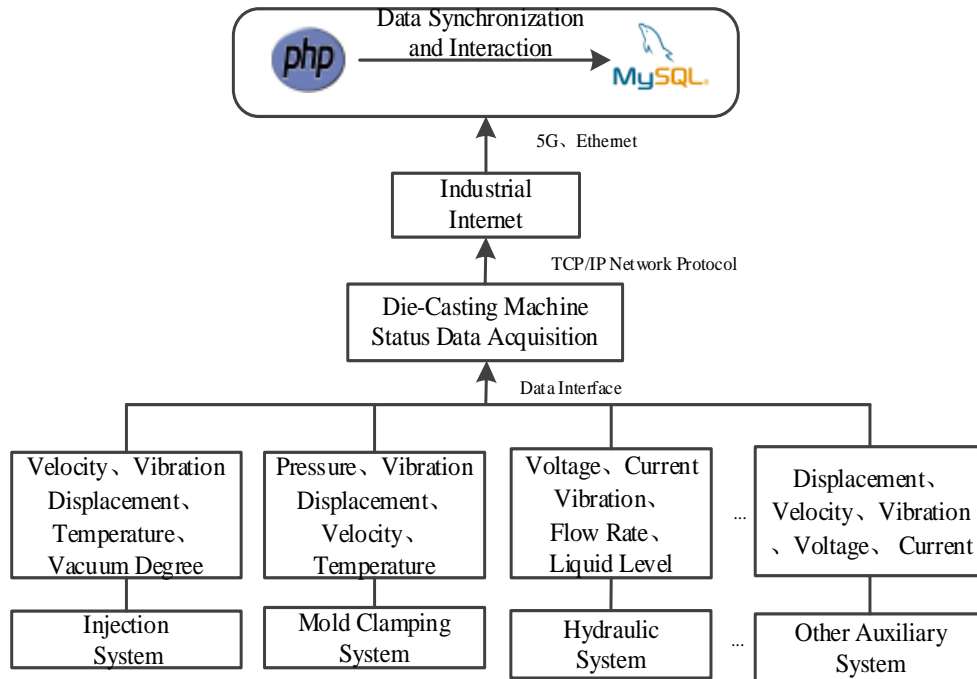 Data Synchronization
and Interaction
php
MySQL®
5G、Ethernet
Industrial
Internet
TCP/IP Network Protocol
Die-Casting Machine
Status Data Acquisition
Data Interface
Velocity、Vibration
Displacement、
Temperature、
Vacuum Degree
Pressure、Vibration
Displacement、
Velocity、
Temperature
Voltage、Current
Vibration、
Flow Rate、
Liquid Level
...
Displacement、
Velocity、Vibration
、Voltage、 Current
Injection
System
Mold Clamping
System
Hydraulic
System
...
Other Auxiliary
System